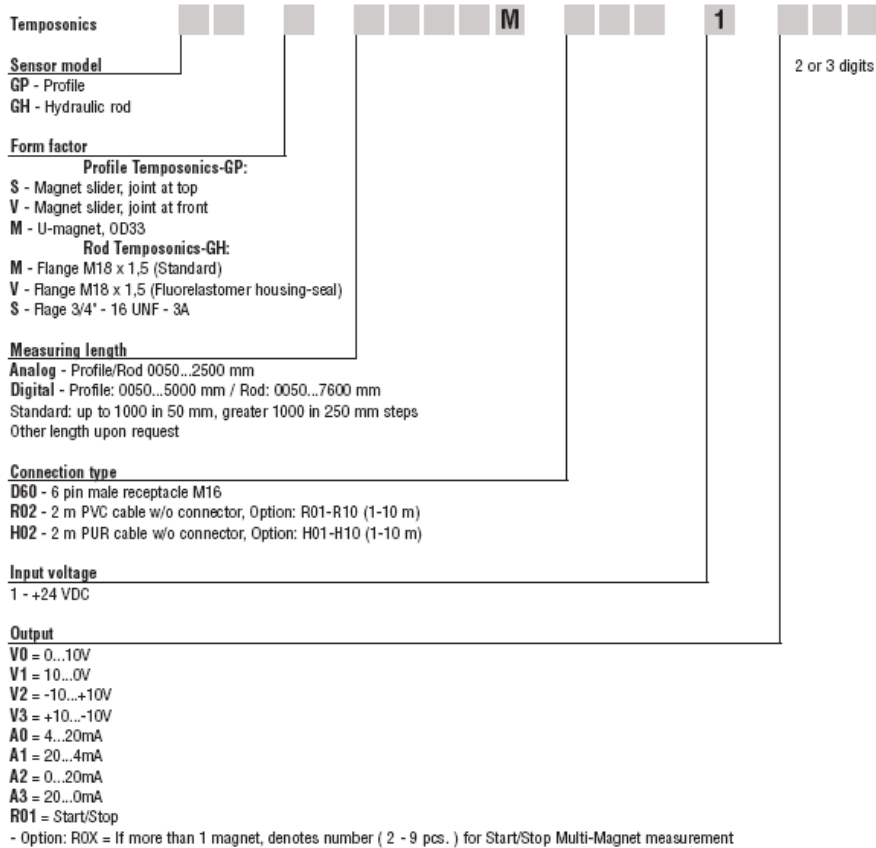 Temposonics M 1
Sensor model 2 or 3 digits
GP - Profile
GH - Hydraulic rod
Form factor
Profile Temposonics-GP:
S - Magnet slider, joint at top
V - Magnet slider, joint at front
M - U-magnet, OD33
Rod Temposonics-GH:
M - Flange M18 x 1,5 (Standard)
V - Flange M18 x 1,5 (Fluorelastomer housing-seal)
S - Flage 3/4" - 16 UNF - 3A
Measuring length
Analog - Profile/Rod 0050...2500 mm
Digital - Profile: 0050...5000 mm / Rod: 0050...7600 mm
Standard: up to 1000 in 50 mm, greater 1000 in 250 mm steps
Other length upon request
Connection type
D60 - 6 pin male receptacle M16
R02 - 2 m PVC cable w/o connector, Option: R01-R10 (1-10 m)
H02 - 2 m PUR cable w/o connector, Option: H01-H10 (1-10 m)
Input voltage
1 - +24 VDC
Output
V0 = 0...10V
V1 = 10...0V
V2 = -10...+10V
V3 = +10...-10V
A0 = 4...20mA
A1 = 20...4mA
A2 = 0...20mA
A3 = 20...0mA
R01 = Start/Stop
- Option: R0X = If more than 1 magnet, denotes number ( 2 - 9 pcs. ) for Start/Stop Multi-Magnet measurement